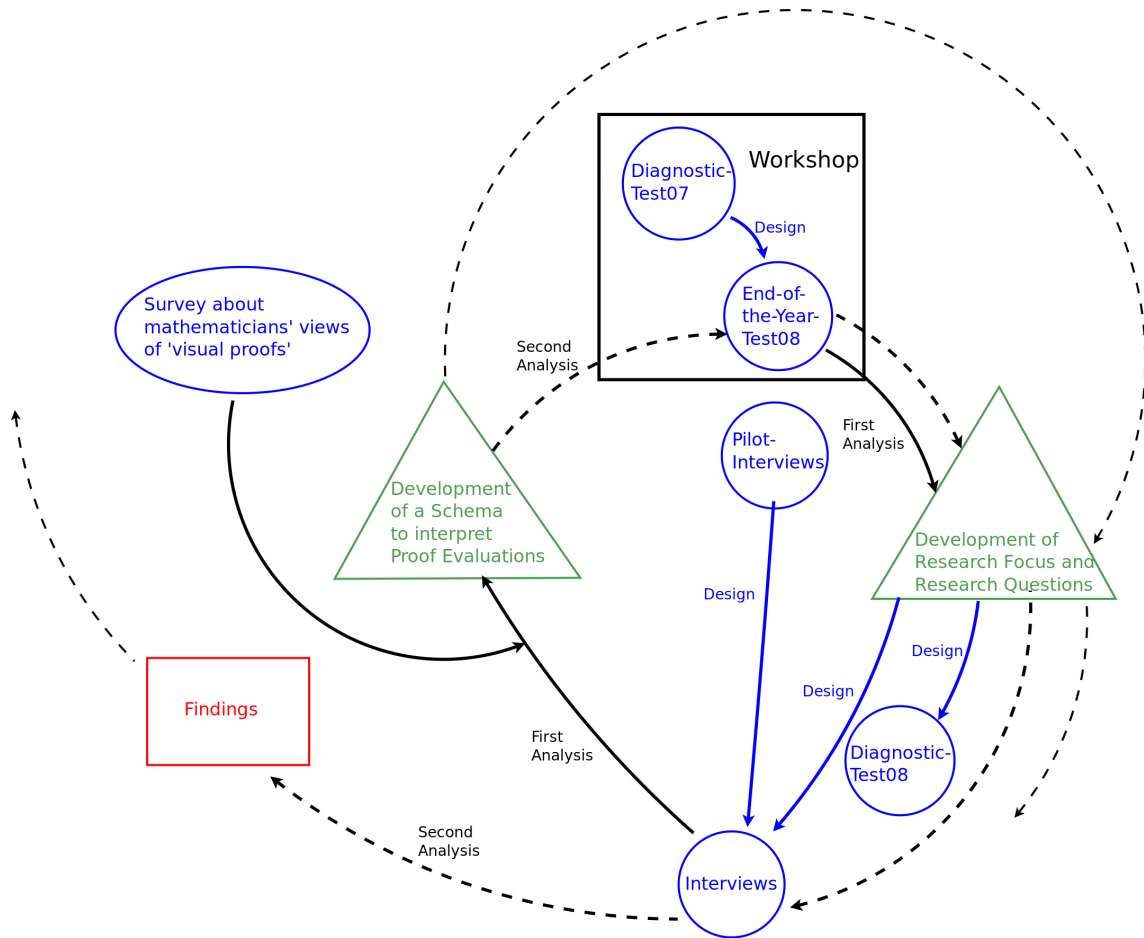 Workshop
Diagnostic-
Test07
Design
End-of-
the-Year-
Test08
Survey about
mathematicians' views
of 'visual proofs'
Second
Analysis
First
Analysis
Pilot-
Interviews
Development
of a Schema
to interpret
Proof Evaluations
Development of
Research Focus and
Research Questions
Design
Design
Design
Findings
First
Analysis
Diagnostic-
Test08
Second
Analysis
Interviews